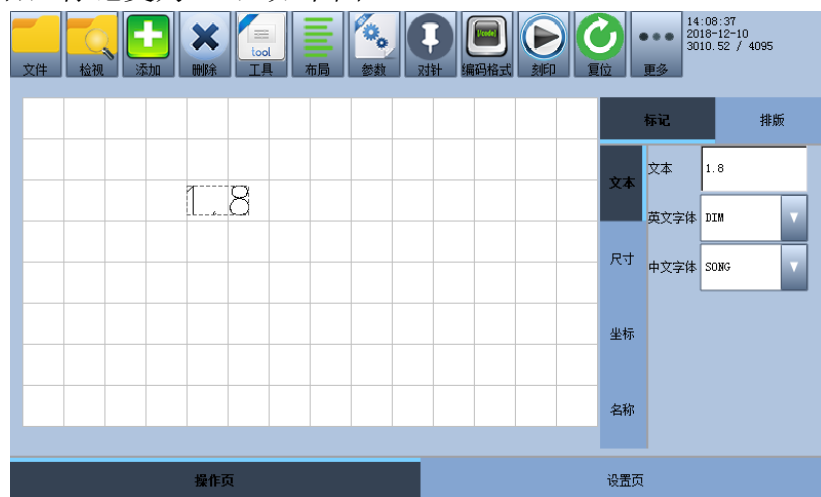 14:08:37
2018-12-10
3010.52 / 4095
tool
[Vcode]
文件 检视 添加 删除 工具 布局 参数 对针 编码格式 刻印 复位 更多
标记 排版
文本
文本 1.8
英文字体 DIM
中文字体 SONG
尺寸
坐标
名称
1.8
操作页 设置页